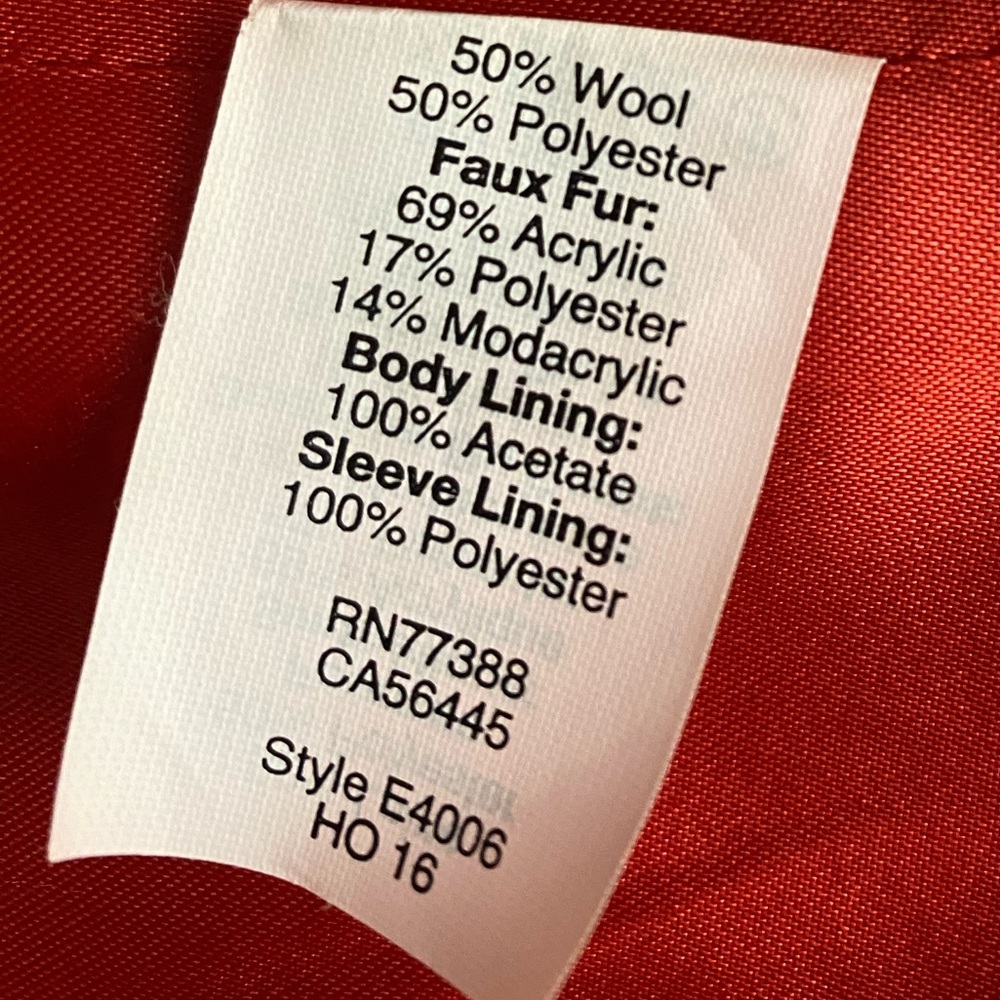 50% Wool
50% Polyester
Faux Fur:
69% Acrylic
17% Polyester
14% Modacrylic
Body Lining:
100% Acetate
Sleeve Lining:
100% Polyester
RN77388
CA56445
Style E4006
HO 16